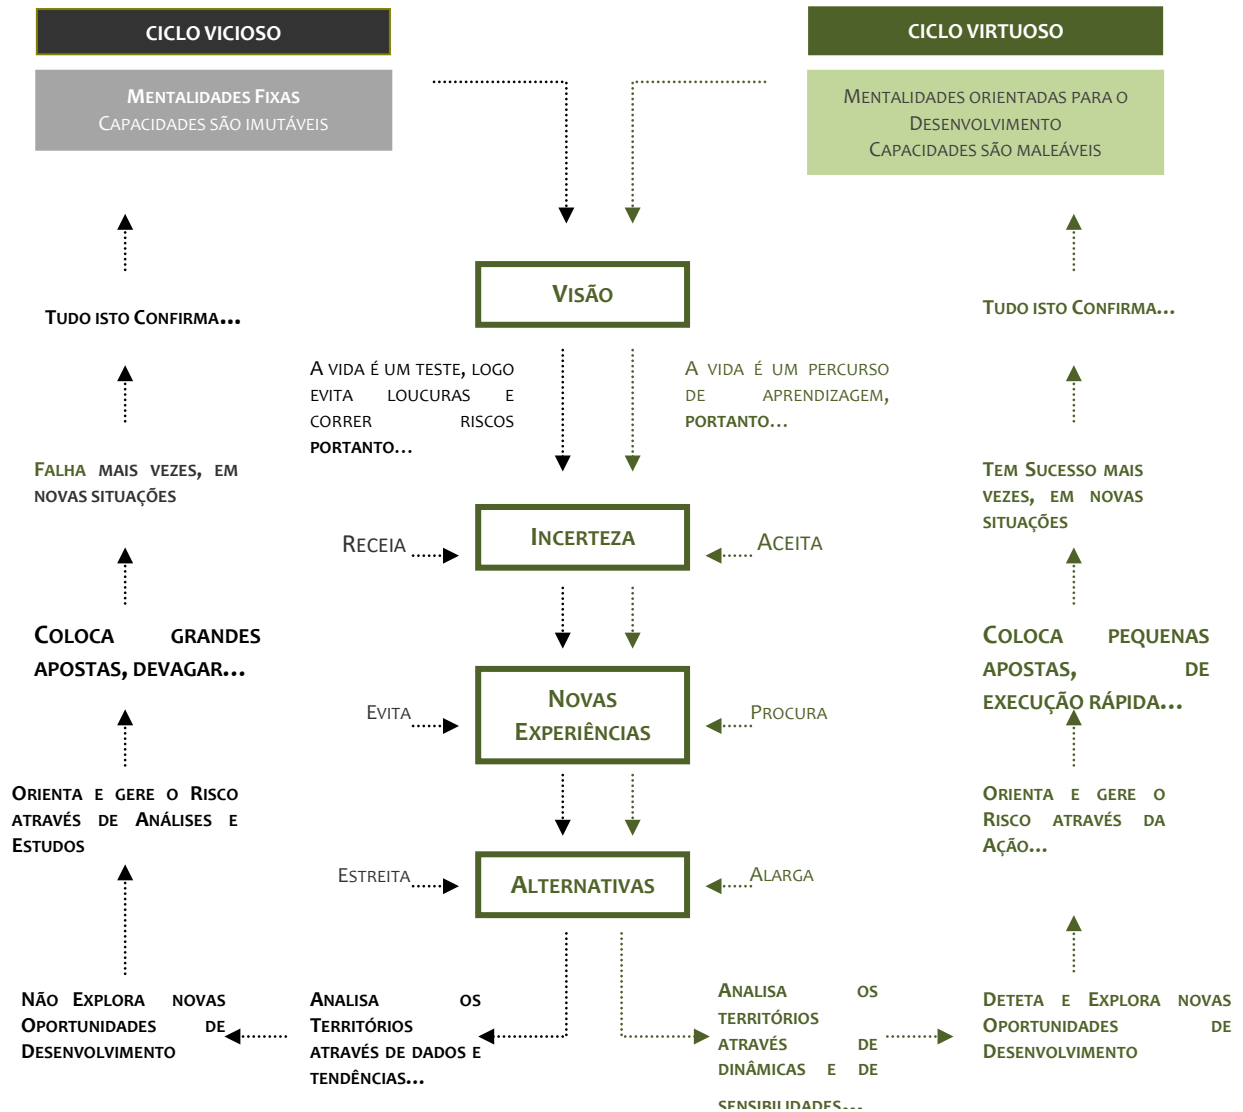 CICLO VICIOSO
CICLO VIRTUOSO
MENTALIDADES FIXAS
CAPACIDADES SÃO IMUTÁVEIS
MENTALIDADES ORIENTADAS PARA O
DESENVOLVIMENTO
CAPACIDADES SÃO MALEÁVEIS
VISÃO
TUDO ISTO CONFIRMA...
TUDO ISTO CONFIRMA...
A VIDA É UM TESTE, LOGO
EVITA LOUCURAS E
CORRER RISCOS
PORTANTO...
A VIDA É UM PERCURSO
DE APRENDIZAGEM,
PORTANTO...
FALHA MAIS VEZES, EM
NOVAS SITUAÇÕES
TEM SUCESSO MAIS
VEZES, EM NOVAS
SITUAÇÕES
RECEIA
INCERTEZA
ACEITA
COLOCA GRANDES
APOSTAS, DEVAGAR...
COLOCA PEQUENAS
APOSTAS, DE
EXECUÇÃO RÁPIDA...
EVITA
NOVAS
EXPERIÊNCIAS
PROCURA
ORIENTA E GERE O RISCO
ATRAVÉS DE ANÁLISES E
ESTUDOS
ORIENTA E GERE O
RISCO ATRAVÉS DA
AÇÃO...
ESTREITA
ALTERNATIVAS
ALARGA
NÃO EXPLORA NOVAS
OPORTUNIDADES DE
DESENVOLVIMENTO
ANALISA OS
TERRITÓRIOS
ATRAVÉS DE DADOS E
TENDÊNCIAS...
ANALISA OS
TERRITÓRIOS
ATRAVÉS DE
DINÂMICAS E DE
SENSIBILIDADES...
DETETA E EXPLORA NOVAS
OPORTUNIDADES DE
DESENVOLVIMENTO